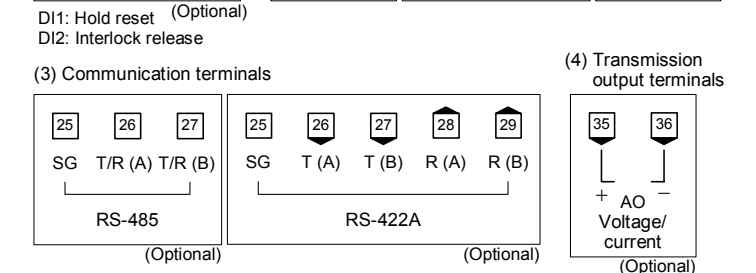 (Optional)
DI1: Hold reset
DI2: Interlock release
(3) Communication terminals
25 26 27
SG T/R (A) T/R (B)
RS-485
(Optional)
25 26 27 28 29
SG T (A) T (B) R (A) R (B)
RS-422A
(Optional)
(4) Transmission
output terminals
35 36
+ AO −
Voltage/
current
(Optional)